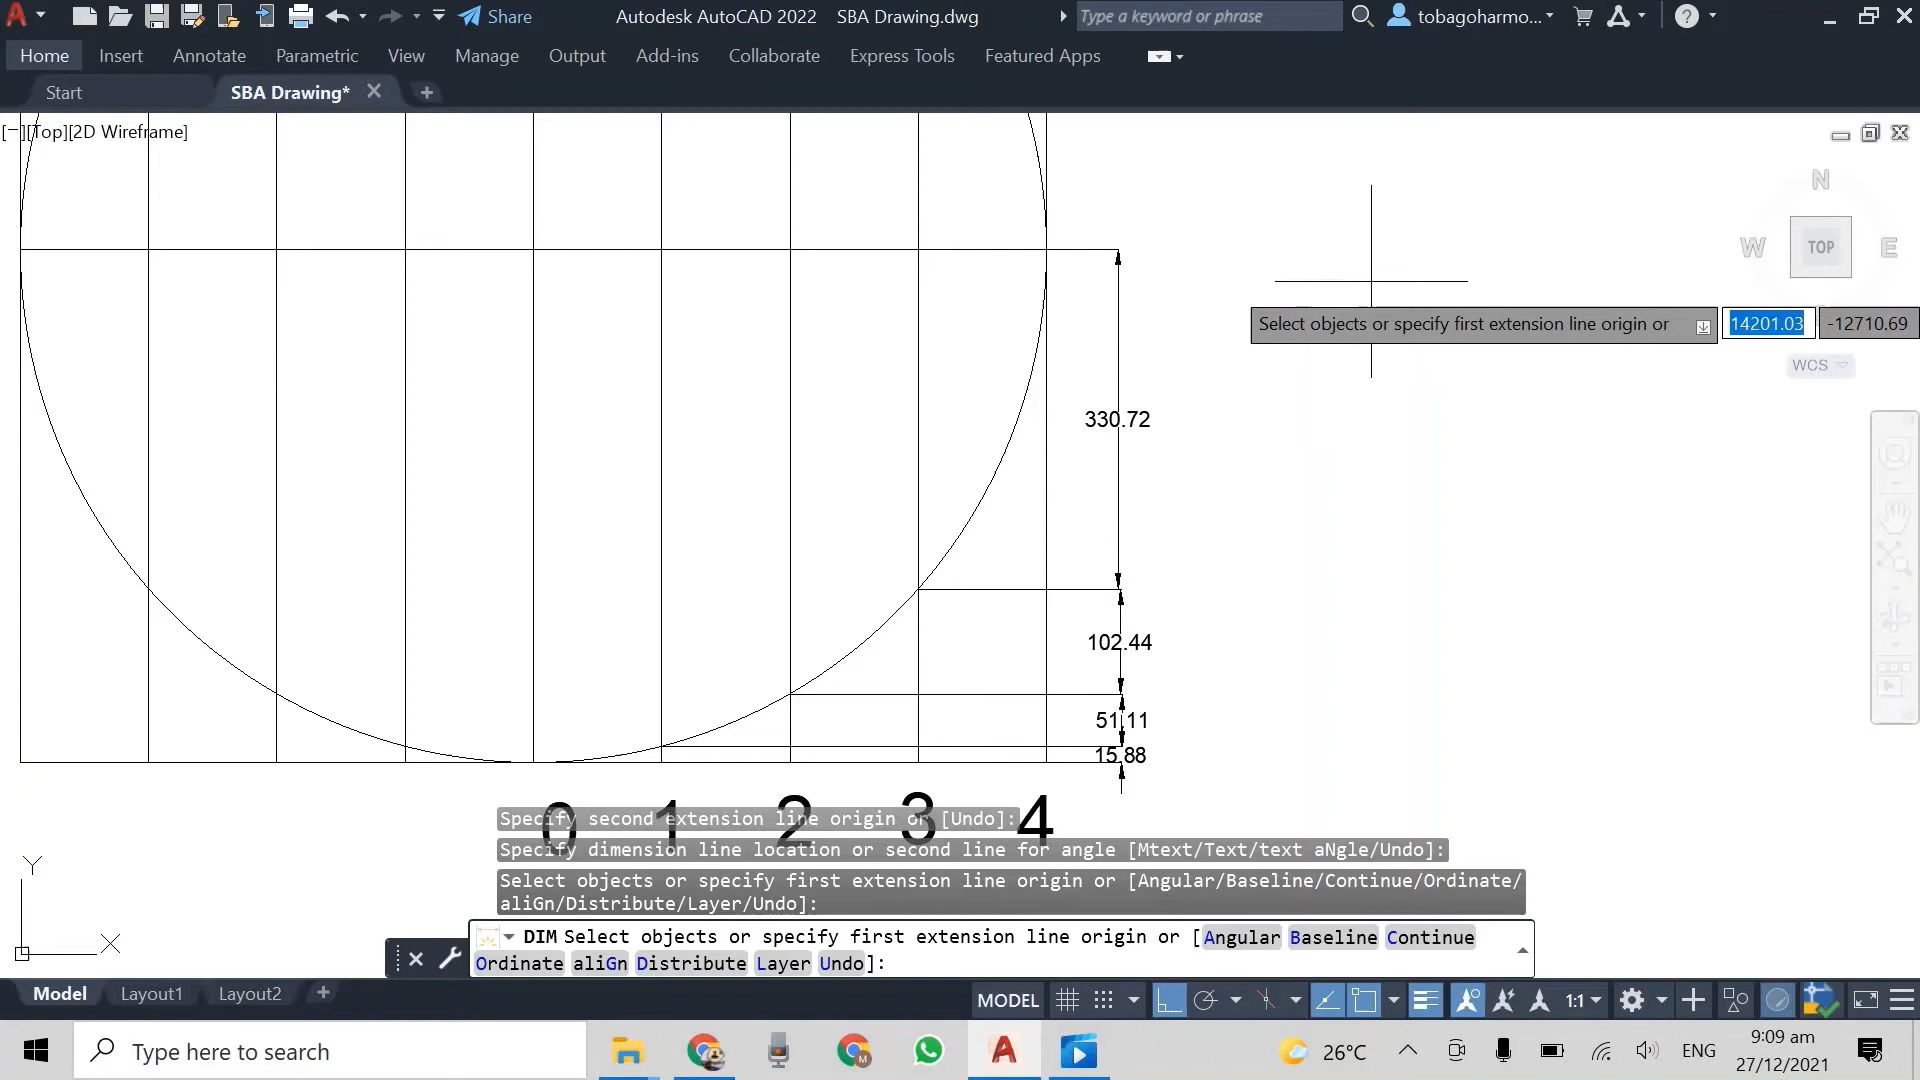 Share
Autodesk AutoCAD 2022 SBA Drawing.dwg
Type a keyword or phrase
tobagoharmo...
Home Insert Annotate Parametric View Manage Output Add-ins Collaborate Express Tools Featured Apps
Start
SBA Drawing*
[−][Top][2D Wireframe]
N
W
TOP
E
Select objects or specify first extension line origin or
14201.03
-12710.69
WCS
330.72
102.44
51.11
15.88
0 1 2 3 4
Specify second extension line origin or [Undo]:
Specify dimension line location or second line for angle [Mtext/Text/text aNgle/Undo]:
Select objects or specify first extension line origin or [Angular/Baseline/Continue/Ordinate/
aliGn/Distribute/Layer/Undo]:
DIM Select objects or specify first extension line origin or [Angular Baseline Continue
Ordinate aliGn Distribute Layer Undo]:
Y
X
Model Layout1 Layout2
MODEL
1:1
Type here to search
M
26°C
ENG
9:09 am
27/12/2021